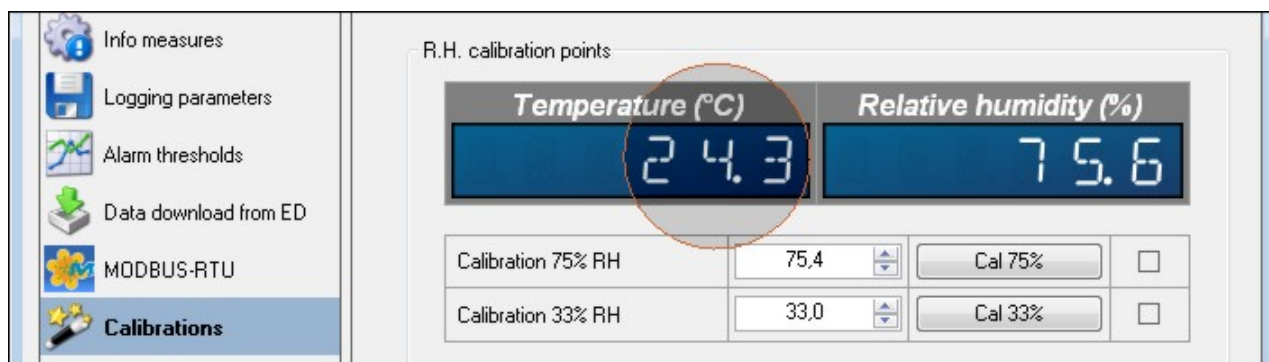 Info measures
Logging parameters
Alarm thresholds
Data download from ED
MODBUS-RTU
Calibrations
R.H. calibration points
Temperature (°C) Relative humidity (%)
24.3 75.6
Calibration 75% RH 75,4 Cal 75%
Calibration 33% RH 33,0 Cal 33%